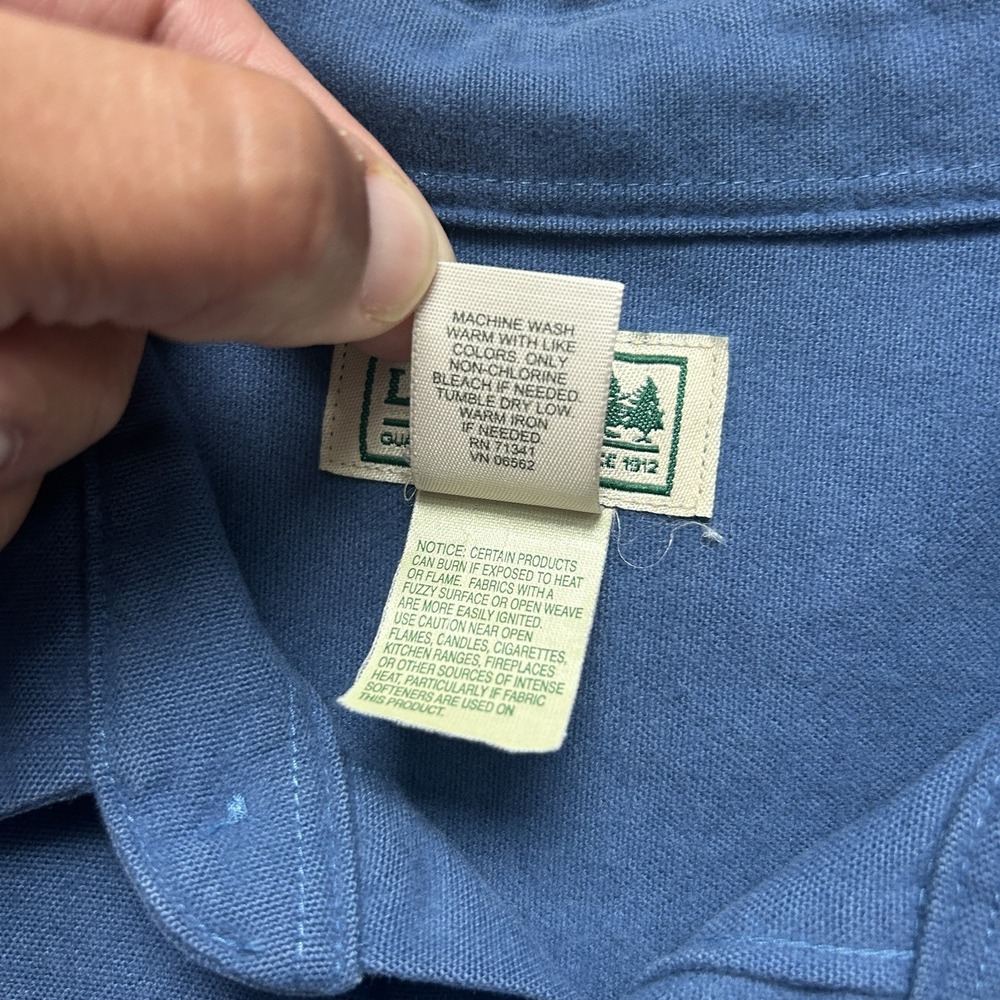 MACHINE WASH
WARM WITH LIKE
COLORS. ONLY
NON-CHLORINE
BLEACH IF NEEDED.
TUMBLE DRY LOW.
WARM IRON
IF NEEDED
RN 71341
VN 06562
1912
NOTICE: CERTAIN PRODUCTS
CAN BURN IF EXPOSED TO HEAT
OR FLAME. FABRICS WITH A
FUZZY SURFACE OR OPEN WEAVE
ARE MORE EASILY IGNITED.
USE CAUTION NEAR OPEN
FLAMES, CANDLES, CIGARETTES,
KITCHEN RANGES, FIREPLACES
OR OTHER SOURCES OF INTENSE
HEAT, PARTICULARLY IF FABRIC
SOFTENERS ARE USED ON
THIS PRODUCT.